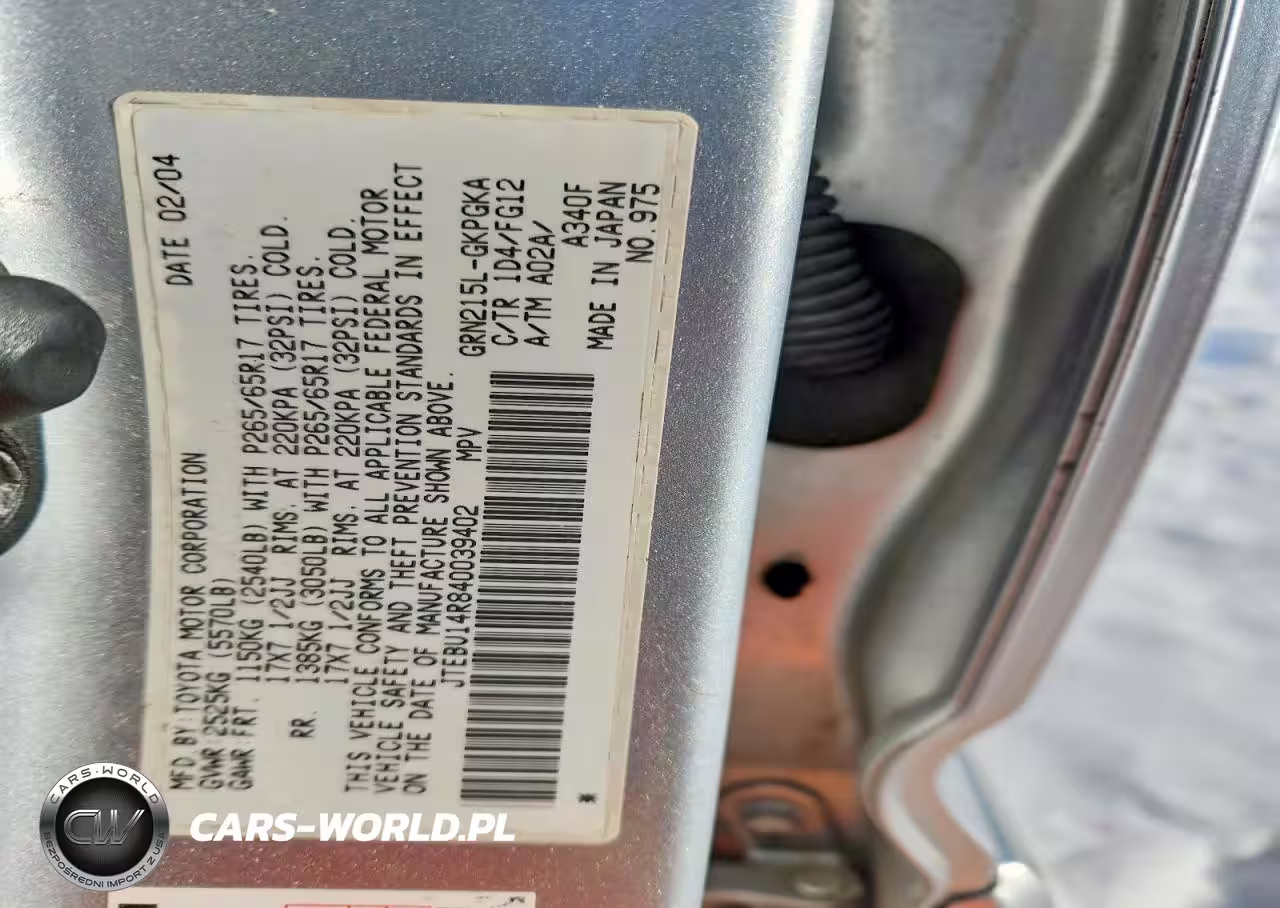 DATE 02/04
MFD BY:TOYOTA MOTOR CORPORATION
GVWR 2525KG (5570LB)
GAWR FRT. 1150KG (2540LB) WITH P265/65R17 TIRES.
17X7 1/2JJ RIMS. AT 220KPA (32PSI) COLD.
RR. 1385KG (3050LB) WITH P265/65R17 TIRES.
17X7 1/2JJ RIMS. AT 220KPA (32PSI) COLD.
THIS VEHICLE CONFORMS TO ALL APPLICABLE FEDERAL MOTOR
VEHICLE SAFETY AND THEFT PREVENTION STANDARDS IN EFFECT
ON THE DATE OF MANUFACTURE SHOWN ABOVE.
JTEBU14R840039402 MPV
GRN215L-GKPGKA
C/TR 1D4/FG12
A/TM A02A/ A340F
MADE IN JAPAN
NO.975
CARS-WORLD
CW
BEZPOŚREDNI IMPORT Z USA
CARS-WORLD.PL